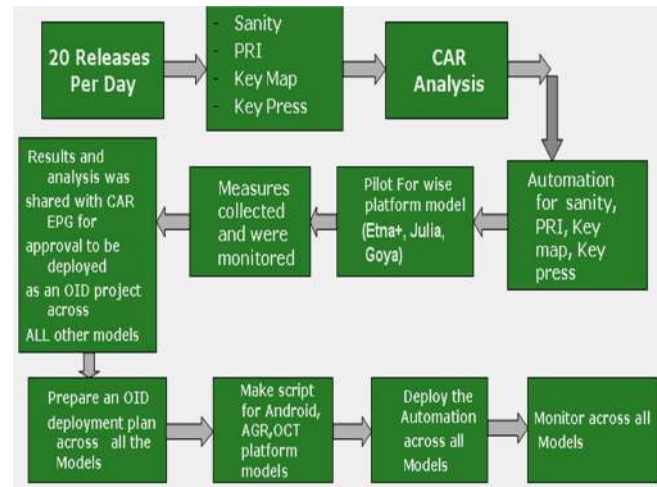 20 Releases
Per Day
- Sanity
- PRI
- Key Map
- Key Press
CAR
Analysis
Automation
for sanity,
PRI, Key
map, Key
press
Pilot For wise
platform model
(Etna+, Julia,
Goya)
Measures
collected
and were
monitored
Results and
analysis was
shared with CAR
EPG for
approval to be
deployed
as an OID project
across
ALL other models
Prepare an OID
deployment plan
across all the
Models
Make script
for Android,
AGR,OCT
platform
models
Deploy the
Automation
across all
Models
Monitor across all
Models